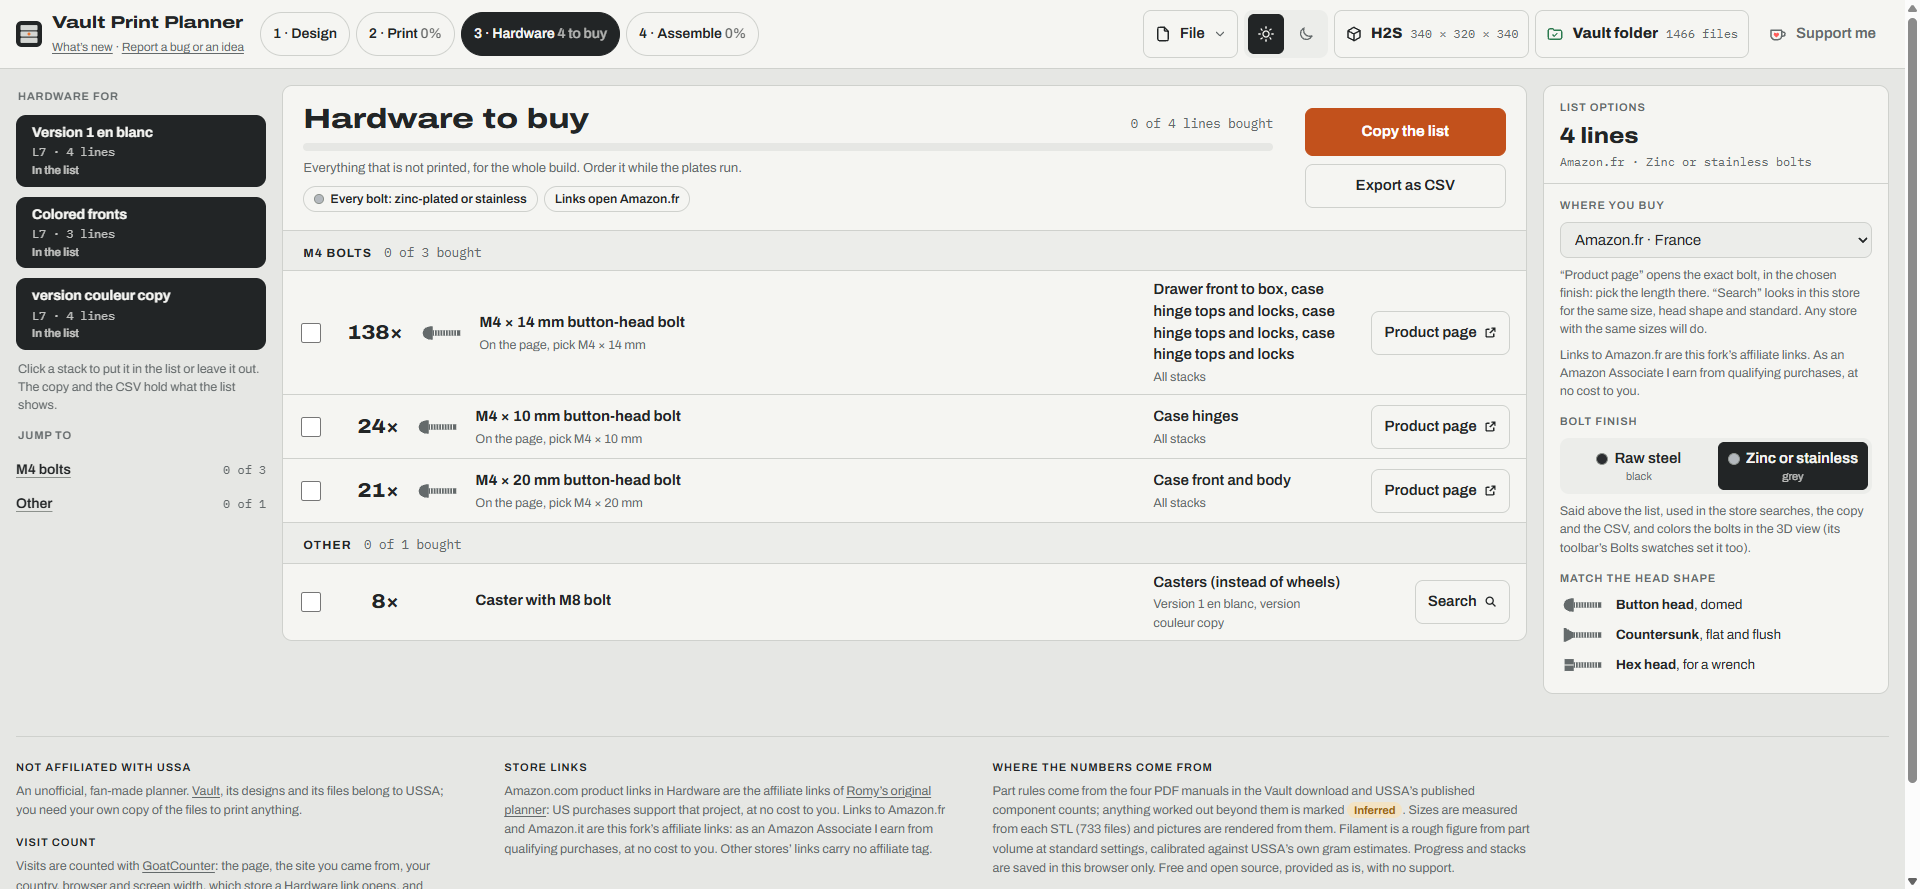 Vault Print Planner
What's new · Report a bug or an idea
1 · Design
2 · Print 0%
3 · Hardware 4 to buy
4 · Assemble 0%
File
H2S 340 × 320 × 340
Vault folder 1466 files
Support me
HARDWARE FOR
Version 1 en blanc
L7 · 4 lines
In the list
Colored fronts
L7 · 3 lines
In the list
version couleur copy
L7 · 4 lines
In the list
Click a stack to put it in the list or leave it out.
The copy and the CSV hold what the list
shows.
JUMP TO
M4 bolts 0 of 3
Other 0 of 1
Hardware to buy
0 of 4 lines bought
Everything that is not printed, for the whole build. Order it while the plates run.
Every bolt: zinc-plated or stainless
Links open Amazon.fr
Copy the list
Export as CSV
M4 BOLTS 0 of 3 bought
138×
M4 × 14 mm button-head bolt
On the page, pick M4 × 14 mm
Drawer front to box, case
hinge tops and locks, case
hinge tops and locks, case
hinge tops and locks
All stacks
Product page
24×
M4 × 10 mm button-head bolt
On the page, pick M4 × 10 mm
Case hinges
All stacks
Product page
21×
M4 × 20 mm button-head bolt
On the page, pick M4 × 20 mm
Case front and body
All stacks
Product page
OTHER 0 of 1 bought
8×
Caster with M8 bolt
Casters (instead of wheels)
Version 1 en blanc, version
couleur copy
Search
LIST OPTIONS
4 lines
Amazon.fr · Zinc or stainless bolts
WHERE YOU BUY
Amazon.fr · France
“Product page” opens the exact bolt, in the chosen
finish: pick the length there. “Search” looks in this store
for the same size, head shape and standard. Any store
with the same sizes will do.
Links to Amazon.fr are this fork’s affiliate links. As an
Amazon Associate I earn from qualifying purchases, at
no cost to you.
BOLT FINISH
Raw steel
black
Zinc or stainless
grey
Said above the list, used in the store searches, the copy
and the CSV, and colors the bolts in the 3D view (its
toolbar’s Bolts swatches set it too).
MATCH THE HEAD SHAPE
Button head, domed
Countersunk, flat and flush
Hex head, for a wrench
NOT AFFILIATED WITH USSA
An unofficial, fan-made planner. Vault, its designs and its files belong to USSA;
you need your own copy of the files to print anything.
VISIT COUNT
Visits are counted with GoatCounter: the page, the site you came from, your
country, browser and screen width, which store a Hardware link opens, and
STORE LINKS
Amazon.com product links in Hardware are the affiliate links of Romy’s original
planner: US purchases support that project, at no cost to you. Links to Amazon.fr
and Amazon.it are this fork’s affiliate links: as an Amazon Associate I earn from
qualifying purchases, at no cost to you. Other stores’ links carry no affiliate tag.
WHERE THE NUMBERS COME FROM
Part rules come from the four PDF manuals in the Vault download and USSA’s published
component counts; anything worked out beyond them is marked Inferred . Sizes are measured
from each STL (733 files) and pictures are rendered from them. Filament is a rough figure from part
volume at standard settings, calibrated against USSA’s own gram estimates. Progress and stacks
are saved in this browser only. Free and open source, provided as is, with no support.